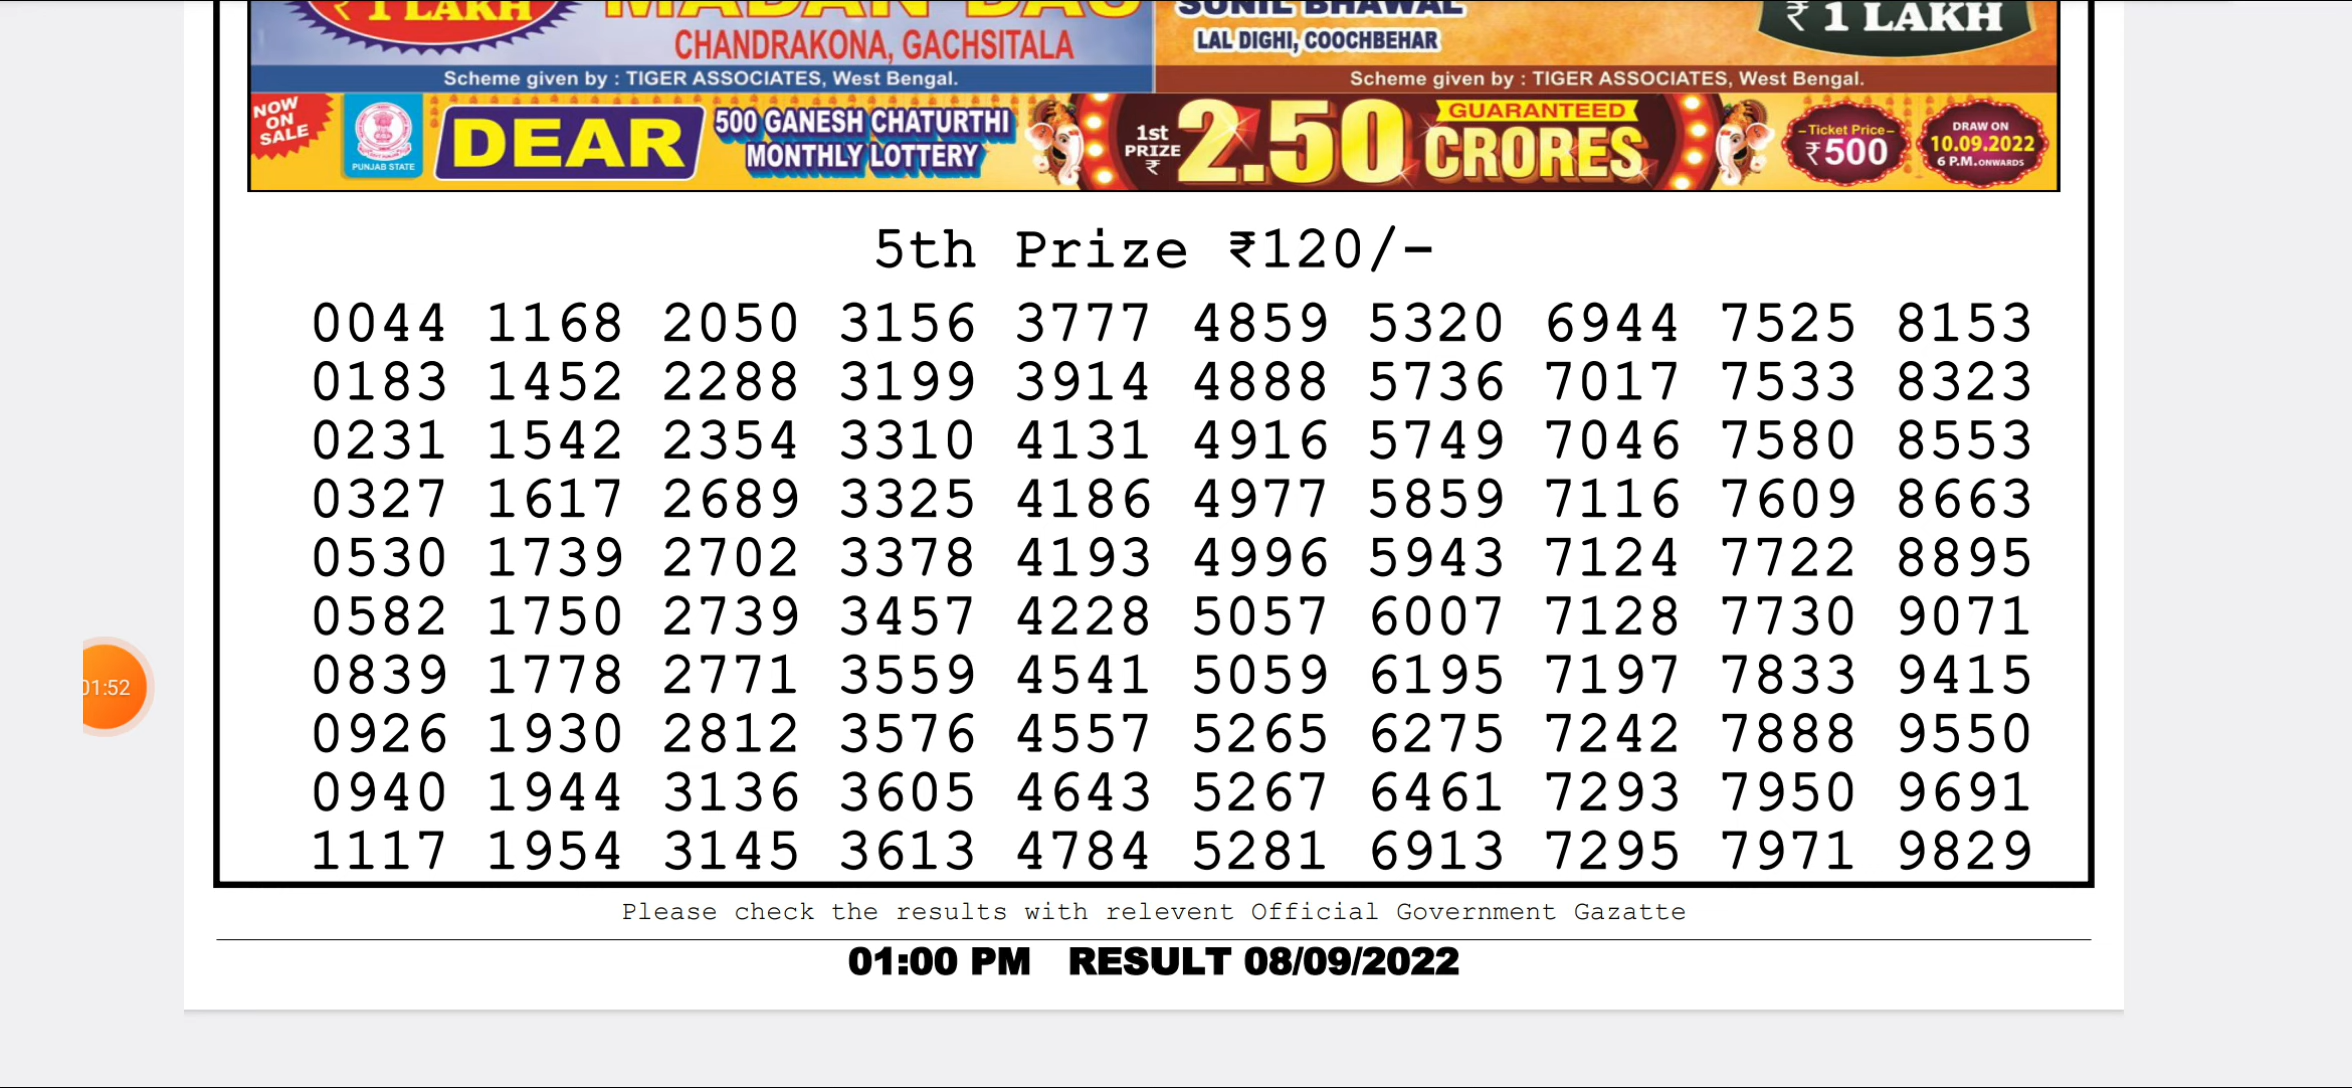 ₹ 1 LAKH
MADAN DAS
SUNIL BHAWAL
₹ 1 LAKH
CHANDRAKONA, GACHSITALA
LAL DIGHI, COOCHBEHAR
Scheme given by : TIGER ASSOCIATES, West Bengal.
Scheme given by : TIGER ASSOCIATES, West Bengal.
NOW
ON
SALE
PUNJAB STATE
DEAR
500 GANESH CHATURTHI
MONTHLY LOTTERY
1st
PRIZE
₹
2.50
GUARANTEED
CRORES
-Ticket Price-
₹500
DRAW ON
10.09.2022
6 P.M. ONWARDS
5th Prize ₹120/-
0044 1168 2050 3156 3777 4859 5320 6944 7525 8153
0183 1452 2288 3199 3914 4888 5736 7017 7533 8323
0231 1542 2354 3310 4131 4916 5749 7046 7580 8553
0327 1617 2689 3325 4186 4977 5859 7116 7609 8663
0530 1739 2702 3378 4193 4996 5943 7124 7722 8895
0582 1750 2739 3457 4228 5057 6007 7128 7730 9071
0839 1778 2771 3559 4541 5059 6195 7197 7833 9415
0926 1930 2812 3576 4557 5265 6275 7242 7888 9550
0940 1944 3136 3605 4643 5267 6461 7293 7950 9691
1117 1954 3145 3613 4784 5281 6913 7295 7971 9829
01:52
Please check the results with relevent Official Government Gazatte
01:00 PM RESULT 08/09/2022